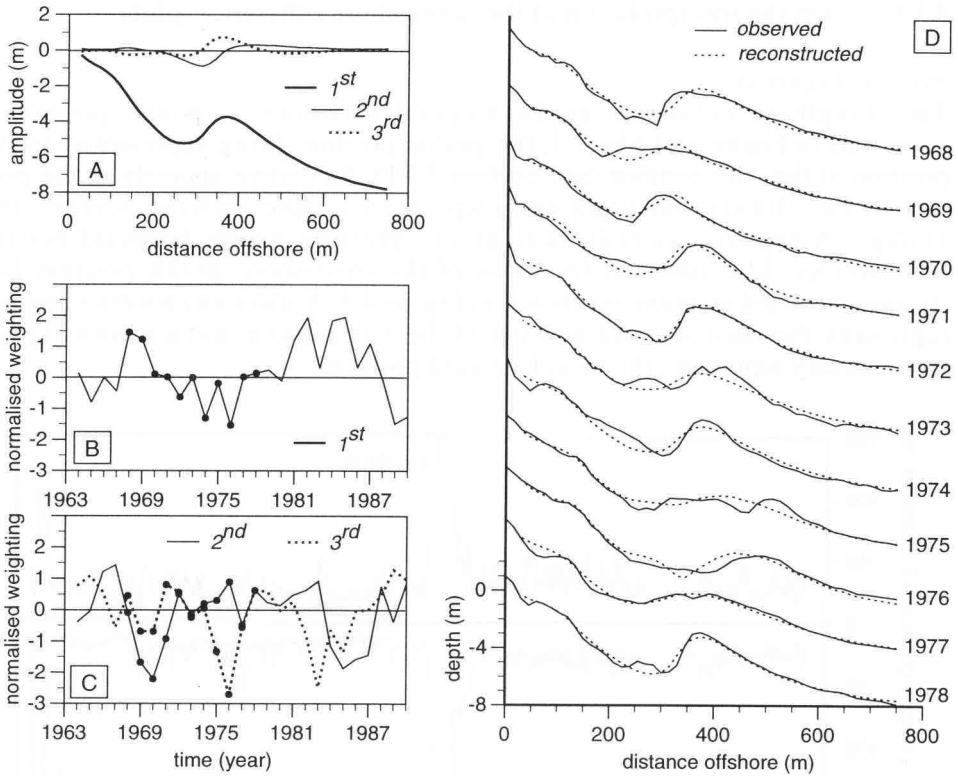 2
0
-2
-4
-6
-8
amplitude (m)
1st
2nd
3rd
A
0 200 400 600 800
distance offshore (m)
3
2
1
0
-1
-2
-3
normalised weighting
B
1st
1963 1969 1975 1981 1987
2nd 3rd
2
1
0
-1
-2
-3
normalised weighting
C
1963 1969 1975 1981 1987
time (year)
observed
reconstructed
D
1968
1969
1970
1971
1972
1973
1974
1975
1976
1977
1978
0
-4
-8
depth (m)
0 200 400 600 800
distance offshore (m)